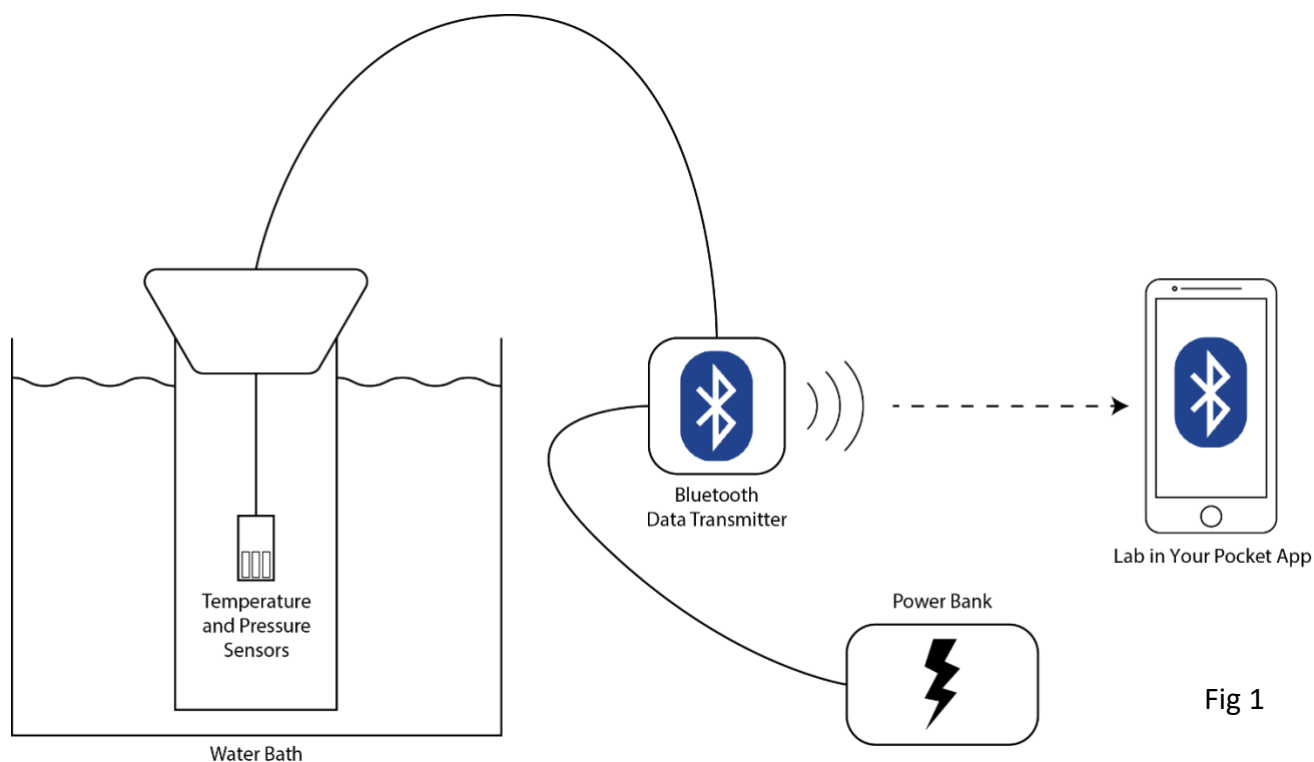 Temperature
and Pressure
Sensors
Water Bath
Bluetooth
Data Transmitter
Power Bank
Lab in Your Pocket App
Fig 1